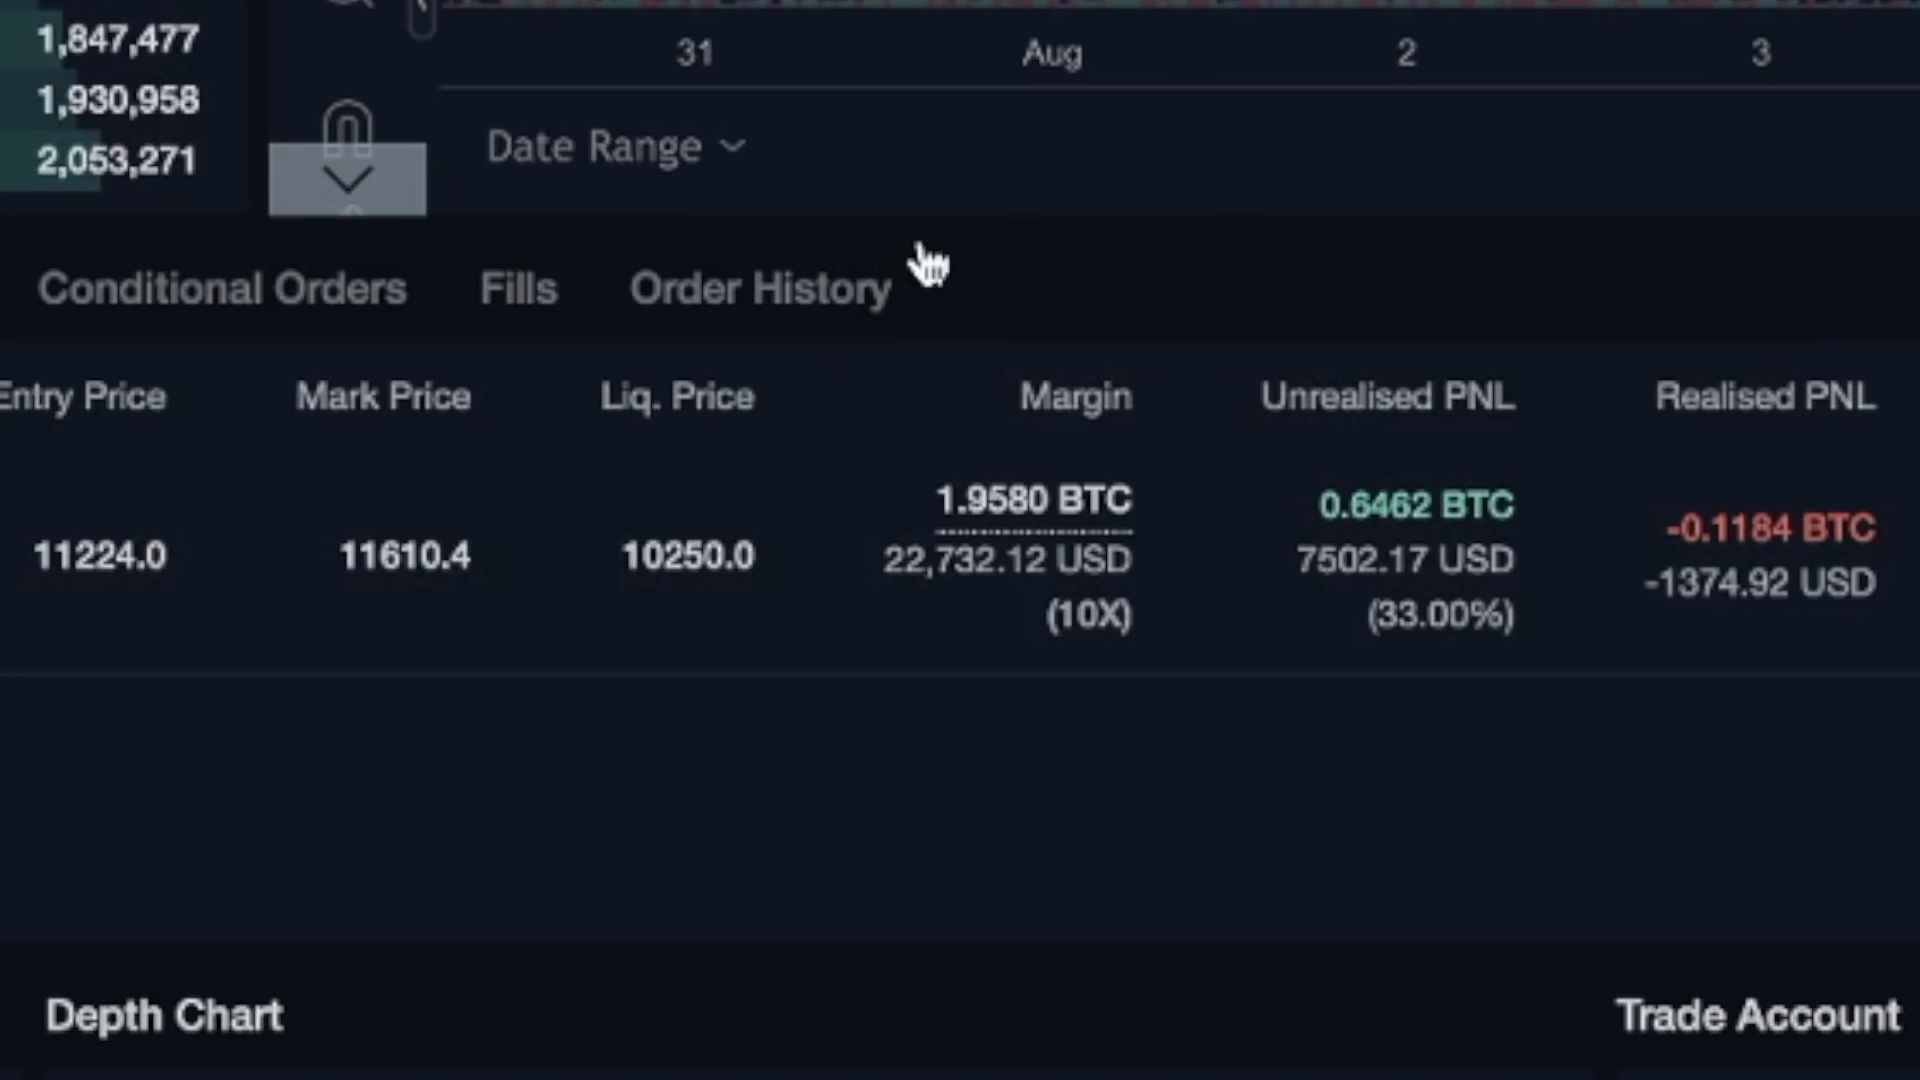 1,847,477
1,930,958
2,053,271
31 Aug 2 3
Date Range
Conditional Orders Fills Order History
Entry Price Mark Price Liq. Price Margin Unrealised PNL Realised PNL
11224.0 11610.4 10250.0 1.9580 BTC 0.6462 BTC -0.1184 BTC
22,732.12 USD 7502.17 USD -1374.92 USD
(10X) (33.00%)
Depth Chart Trade Account